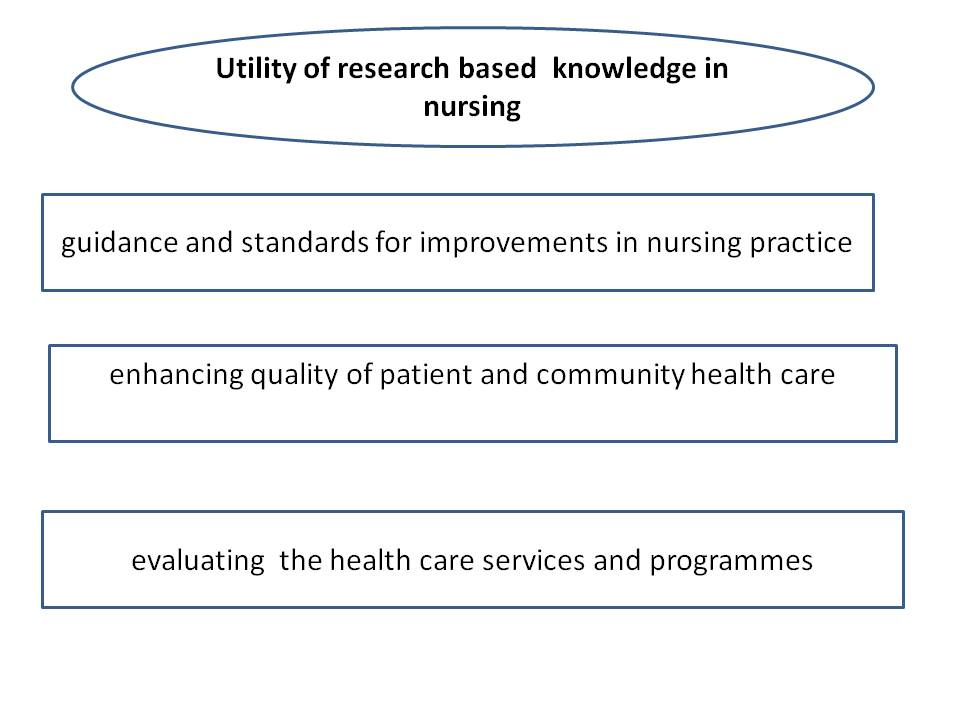 Utility of research based  knowledge in
nursing
guidance and standards for improvements in nursing practice
enhancing quality of patient and community health care
evaluating  the health care services and programmes